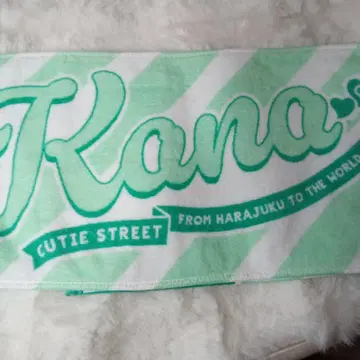 Kana
CUTIE STREET
FROM HARAJUKU TO THE WORLD